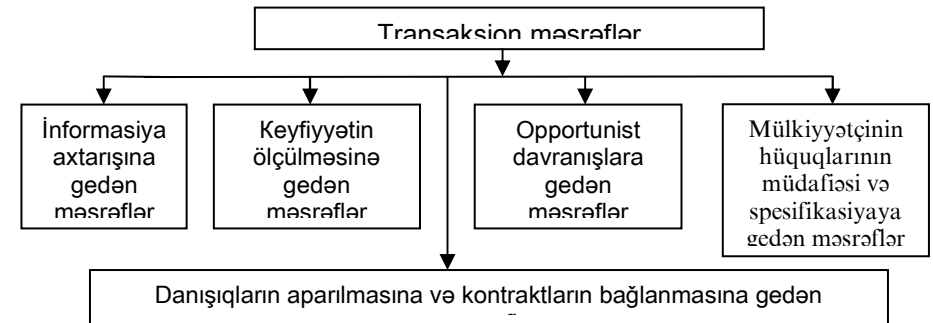 Transaksion məsrəflər
İnformasiya
axtarışına
gedən
məsrəflər
Keyfiyyətin
ölçülməsinə
gedən
məsrəflər
Opportunist
davranışlara
gedən
məsrəflər
Mülkiyyətçinin
hüquqlarının
müdafiəsi və
spesifikasiyaya
gedən məsrəflər
Danışıqların aparılmasına və kontraktların bağlanmasına gedən